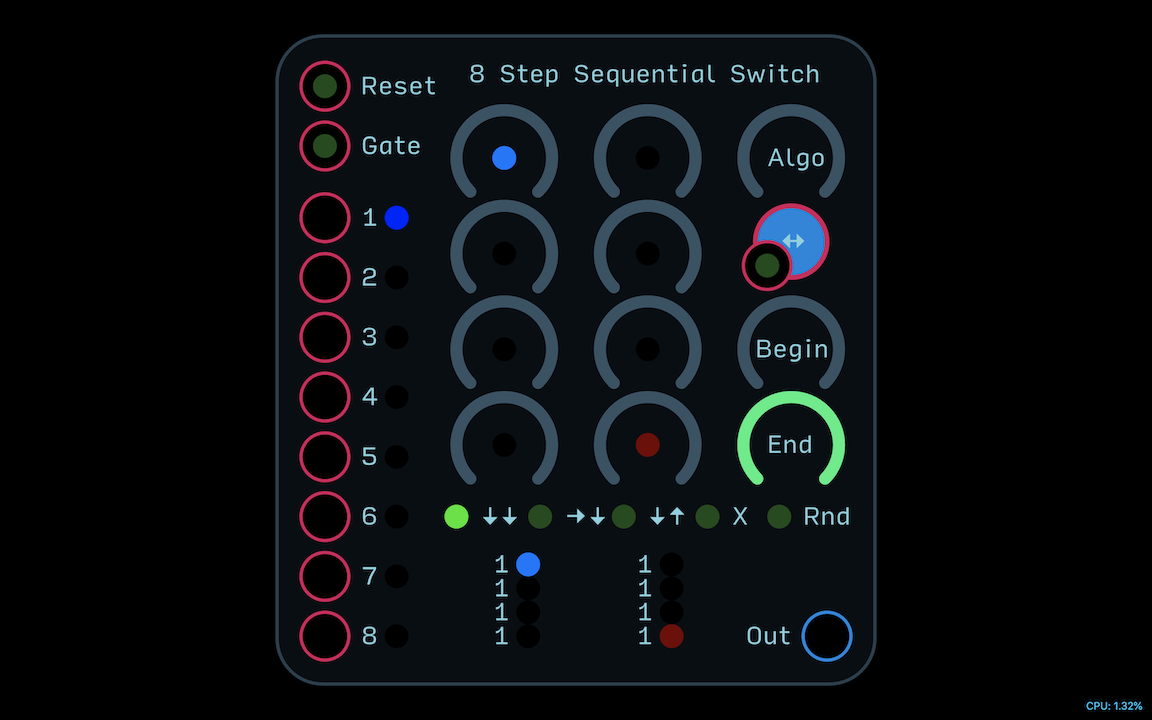 8 Step Sequential Switch
Reset
Gate
Algo
1
2
↔
3
Begin
4
5
End
6
↓↓ →↓ ↓↑ X Rnd
7
8
1 1
1 1
1 1
1 1
Out
CPU: 1.32%